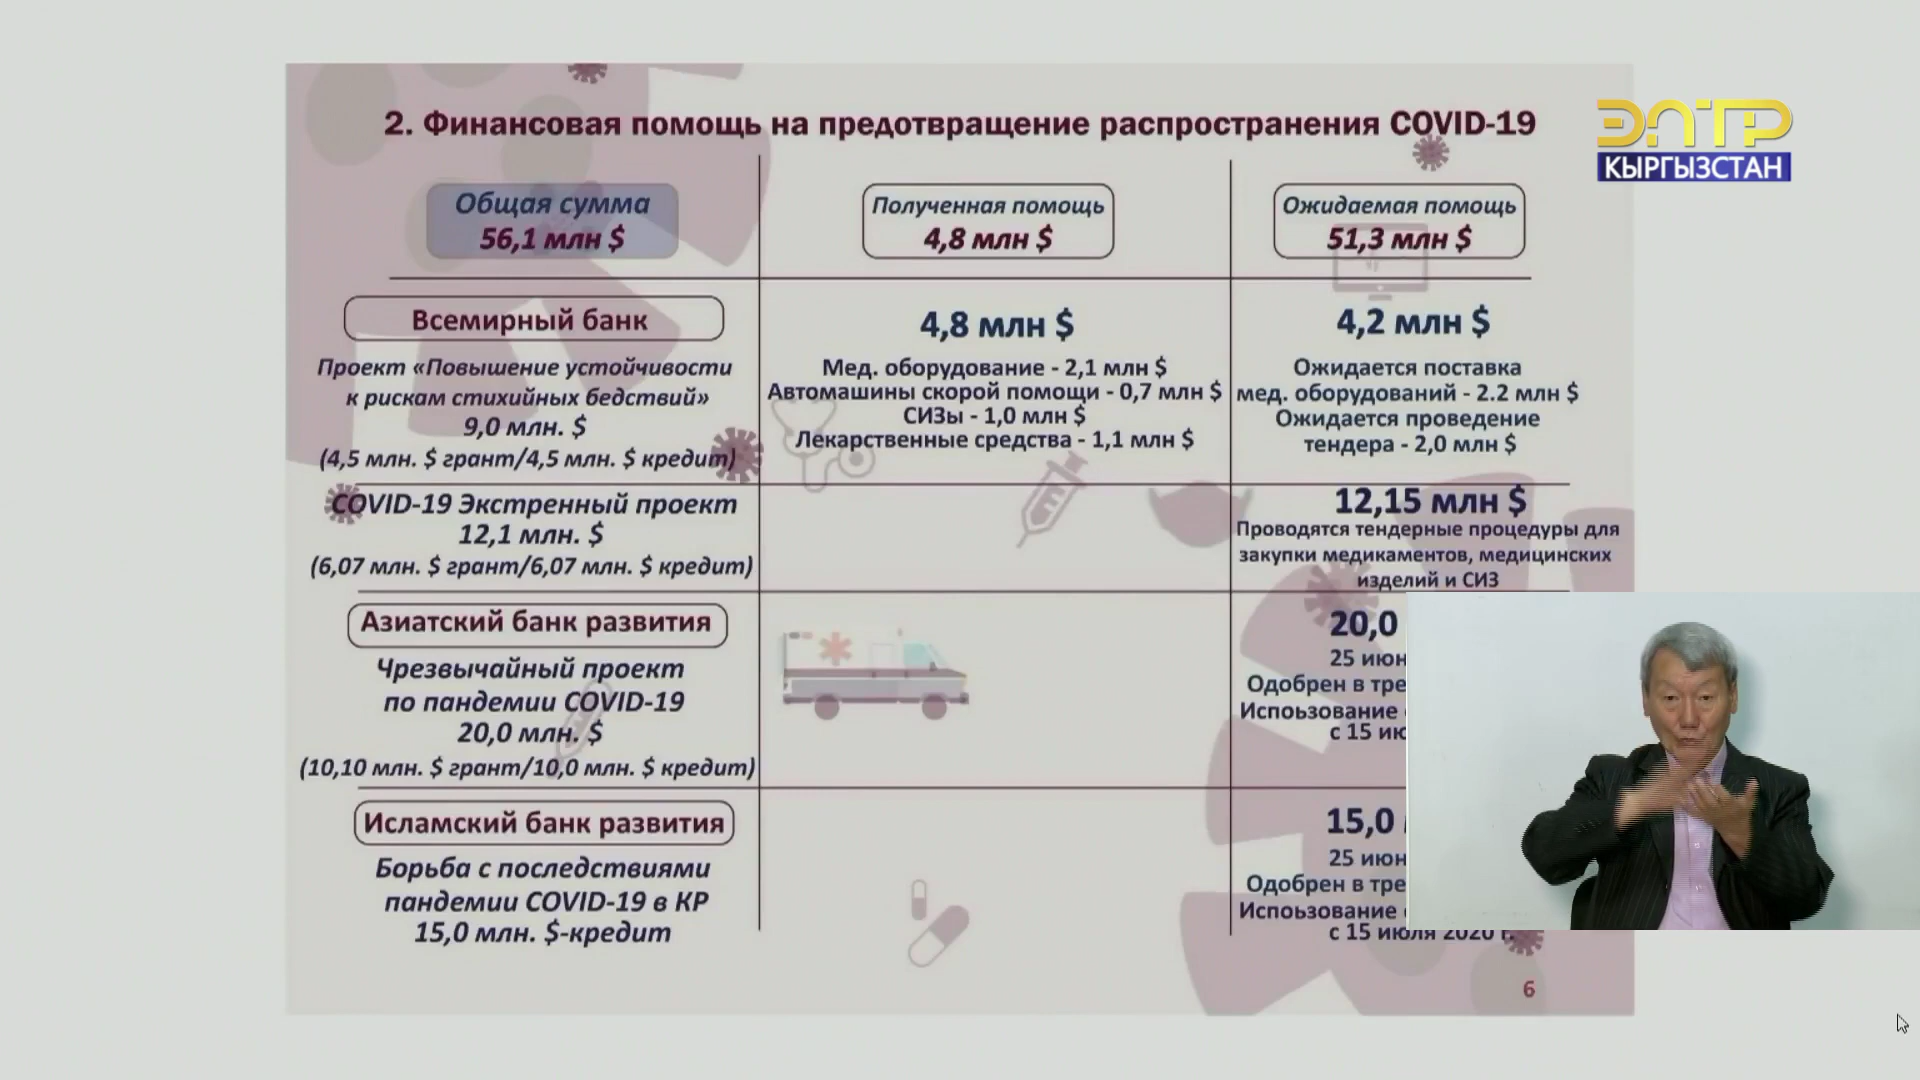 2. Финансовая помощь на предотвращение распространения COVID-19
ЭЛТР
КЫРГЫЗСТАН
Общая сумма
56,1 млн $
Полученная помощь
4,8 млн $
Ожидаемая помощь
51,3 млн $
Всемирный банк
Проект «Повышение устойчивости
к рискам стихийных бедствий»
9,0 млн. $
(4,5 млн. $ грант/4,5 млн. $ кредит)
4,8 млн $
Мед. оборудование - 2,1 млн $
Автомашины скорой помощи - 0,7 млн $
СИЗы - 1,0 млн $
Лекарственные средства - 1,1 млн $
4,2 млн $
Ожидается поставка
мед. оборудований - 2.2 млн $
Ожидается проведение
тендера - 2,0 млн $
COVID-19 Экстренный проект
12,1 млн. $
(6,07 млн. $ грант/6,07 млн. $ кредит)
12,15 млн $
Проводятся тендерные процедуры для
закупки медикаментов, медицинских
изделий и СИЗ
Азиатский банк развития
Чрезвычайный проект
по пандемии COVID-19
20,0 млн. $
(10,10 млн. $ грант/10,0 млн. $ кредит)
20,0
25 июн
Одобрен в тре
Испоьзование
с 15 ию
Исламский банк развития
Борьба с последствиями
пандемии COVID-19 в КР
15,0 млн. $-кредит
15,0
25 июн
Одобрен в тре
Испоьзование
с 15 июля 2020 г.
6